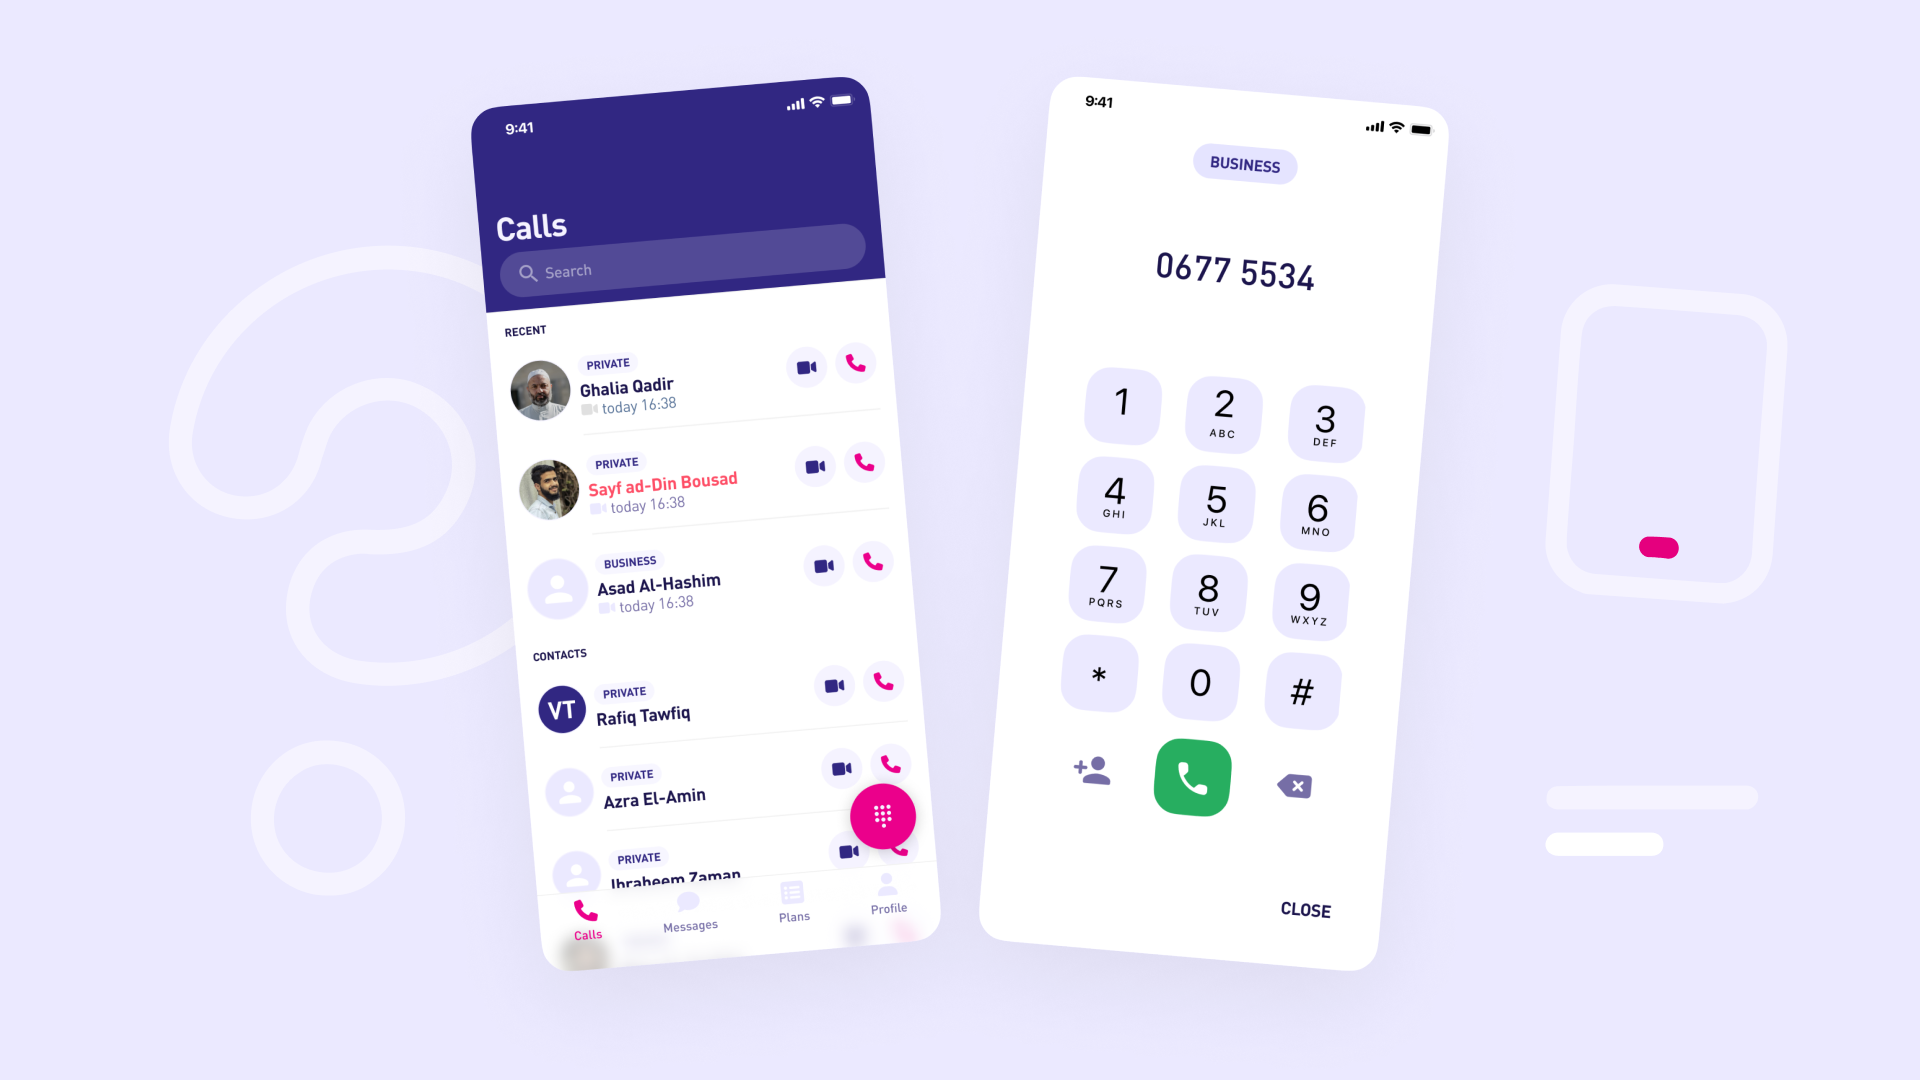 9:41
Calls
Search
RECENT
PRIVATE
Ghalia Qadir
today 16:38
PRIVATE
Sayf ad-Din Bousad
today 16:38
BUSINESS
Asad Al-Hashim
today 16:38
CONTACTS
VT
PRIVATE
Rafiq Tawfiq
PRIVATE
Azra El-Amin
PRIVATE
Ibraheem Zaman
Calls
Messages
Plans
Profile
9:41
BUSINESS
0677 5534
1
2
ABC
3
DEF
4
GHI
5
JKL
6
MNO
7
PQRS
8
TUV
9
WXYZ
*
0
#
CLOSE